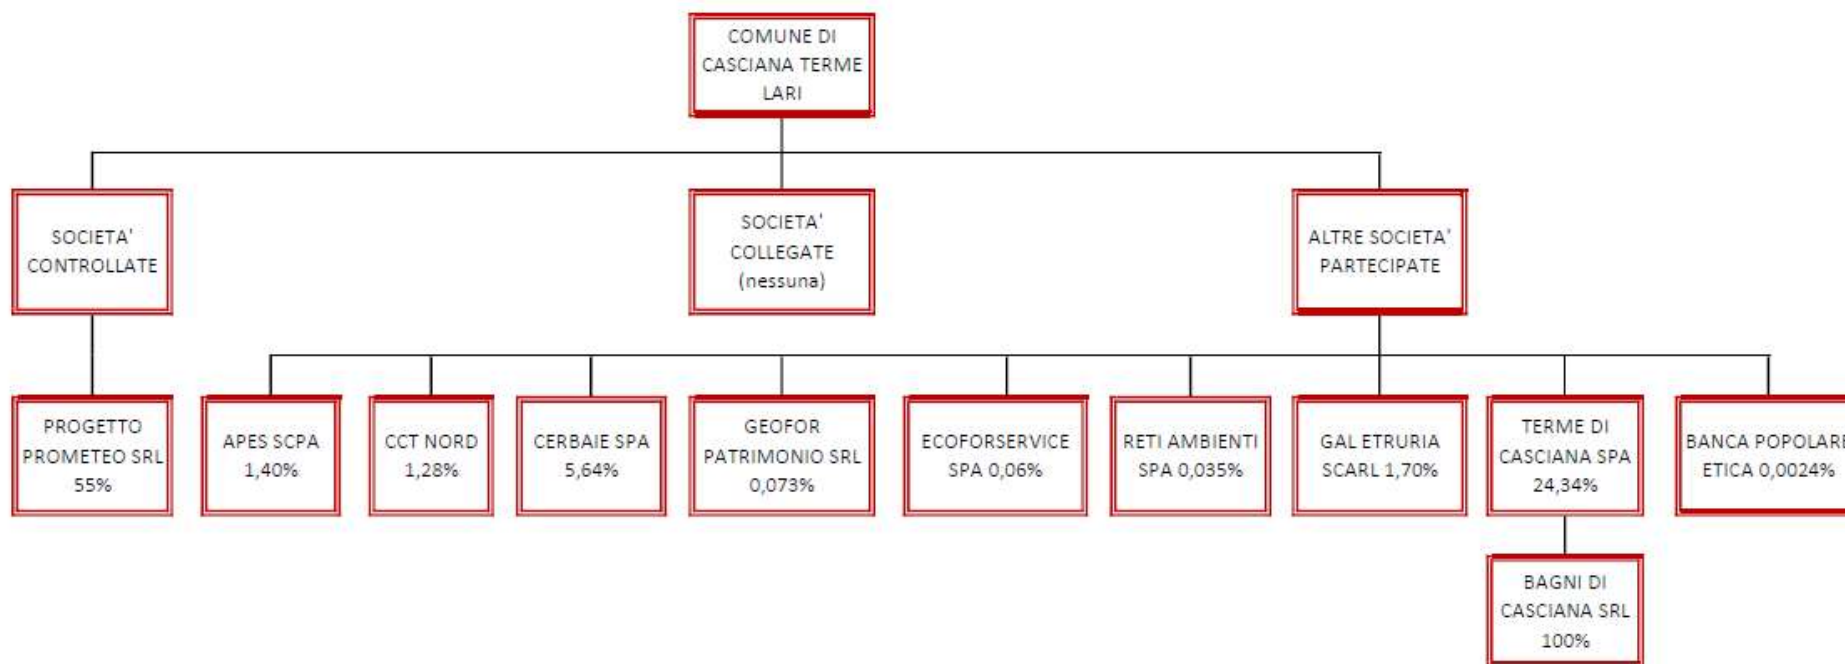 COMUNE DI
CASCIANA TERME
LARI
SOCIETA'
CONTROLLATE
SOCIETA'
COLLEGATE
(nessuna)
ALTRE SOCIETA'
PARTECIPATE
PROGETTO
PROMETEO SRL
55%
APES SCPA
1,40%
CCT NORD
1,28%
CERBAIE SPA
5,64%
GEOFOR
PATRIMONIO SRL
0,073%
ECOFORSERVICE
SPA 0,06%
RETI AMBIENTI
SPA 0,035%
GAL ETRURIA
SCARL 1,70%
TERME DI
CASCIANA SPA
24,34%
BANCA POPOLARE
ETICA 0,0024%
BAGNI DI
CASCIANA SRL
100%